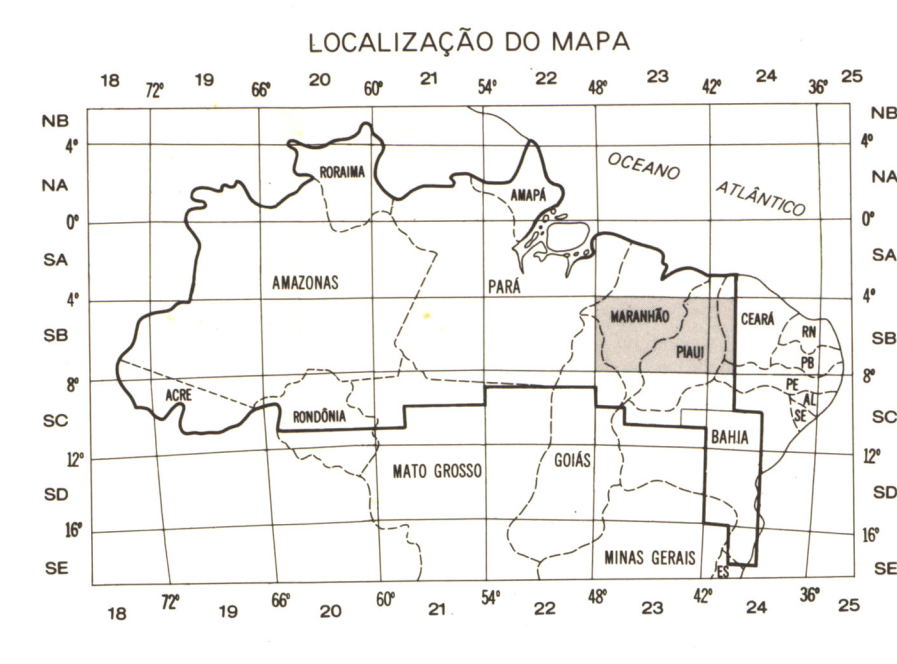 LOCALIZAÇÃO DO MAPA
18 19 20 21 22 23 24 25
72° 66° 60° 54° 48° 42° 36°
NB NB
4° 4°
OCEANO
ATLÂNTICO
RORAIMA
NA AMAPÁ NA
0° 0°
SA SA
AMAZONAS PARÁ
4° 4°
MARANHÃO CEARÁ
SB RN SB
PIAUI PB
8° 8°
PE
ACRE AL
SC RONDÔNIA SE SC
BAHIA
12° MATO GROSSO GOIÁS 12°
SD SD
16° 16°
MINAS GERAIS
SE ES SE
72° 66° 60° 54° 48° 42° 36°
18 19 20 21 22 23 24 25